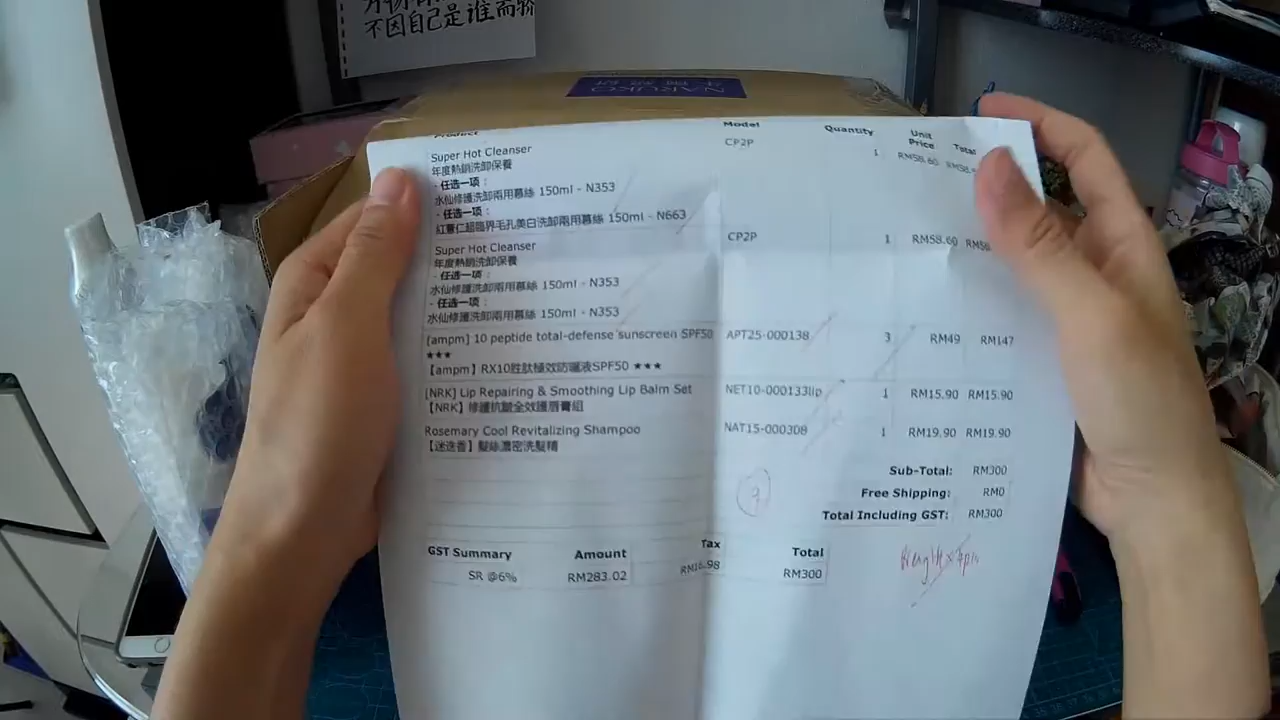 不因自己是谁而骄
NARUKO
Product Model Quantity Unit Price Total
Super Hot Cleanser CP2P 1 RM58.60
年度熱銷洗卸保養
- 任选一项 :
水仙修護洗卸兩用慕絲 150ml - N353
- 任选一项 :
紅薏仁超臨界毛孔美白洗卸兩用慕絲 150ml - N663
Super Hot Cleanser CP2P 1 RM58.60
年度熱銷洗卸保養
- 任选一项 :
水仙修護洗卸兩用慕絲 150ml - N353
- 任选一项 :
水仙修護洗卸兩用慕絲 150ml - N353
[ampm] 10 peptide total-defense sunscreen SPF50 APT25-000138 3 RM49 RM147
★★★
【ampm】RX10胜肽極效防曬液SPF50 ★★★
[NRK] Lip Repairing & Smoothing Lip Balm Set NET10-000133lip 1 RM15.90 RM15.90
【NRK】修護抗皺全效護唇膏組
Rosemary Cool Revitalizing Shampoo NAT15-000308 1 RM19.90 RM19.90
【迷迭香】髮絲濃密洗髮精
Sub-Total: RM300
Free Shipping: RM0
9
Total Including GST: RM300
GST Summary Amount Tax Total
SR @6% RM283.02 RM16.98 RM300